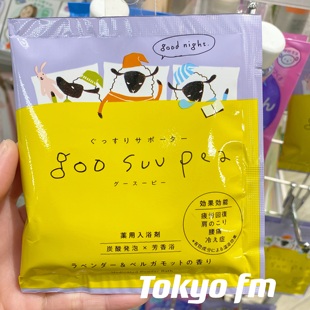 good night.
ぐっすりサポーター
goo suu pea
グースーピー
薬用入浴剤
炭酸発泡×芳香浴
ラベンダー&ベルガモットの香り
効果効能
疲労回復
肩のこり
腰痛
冷え症
Tokyo fm